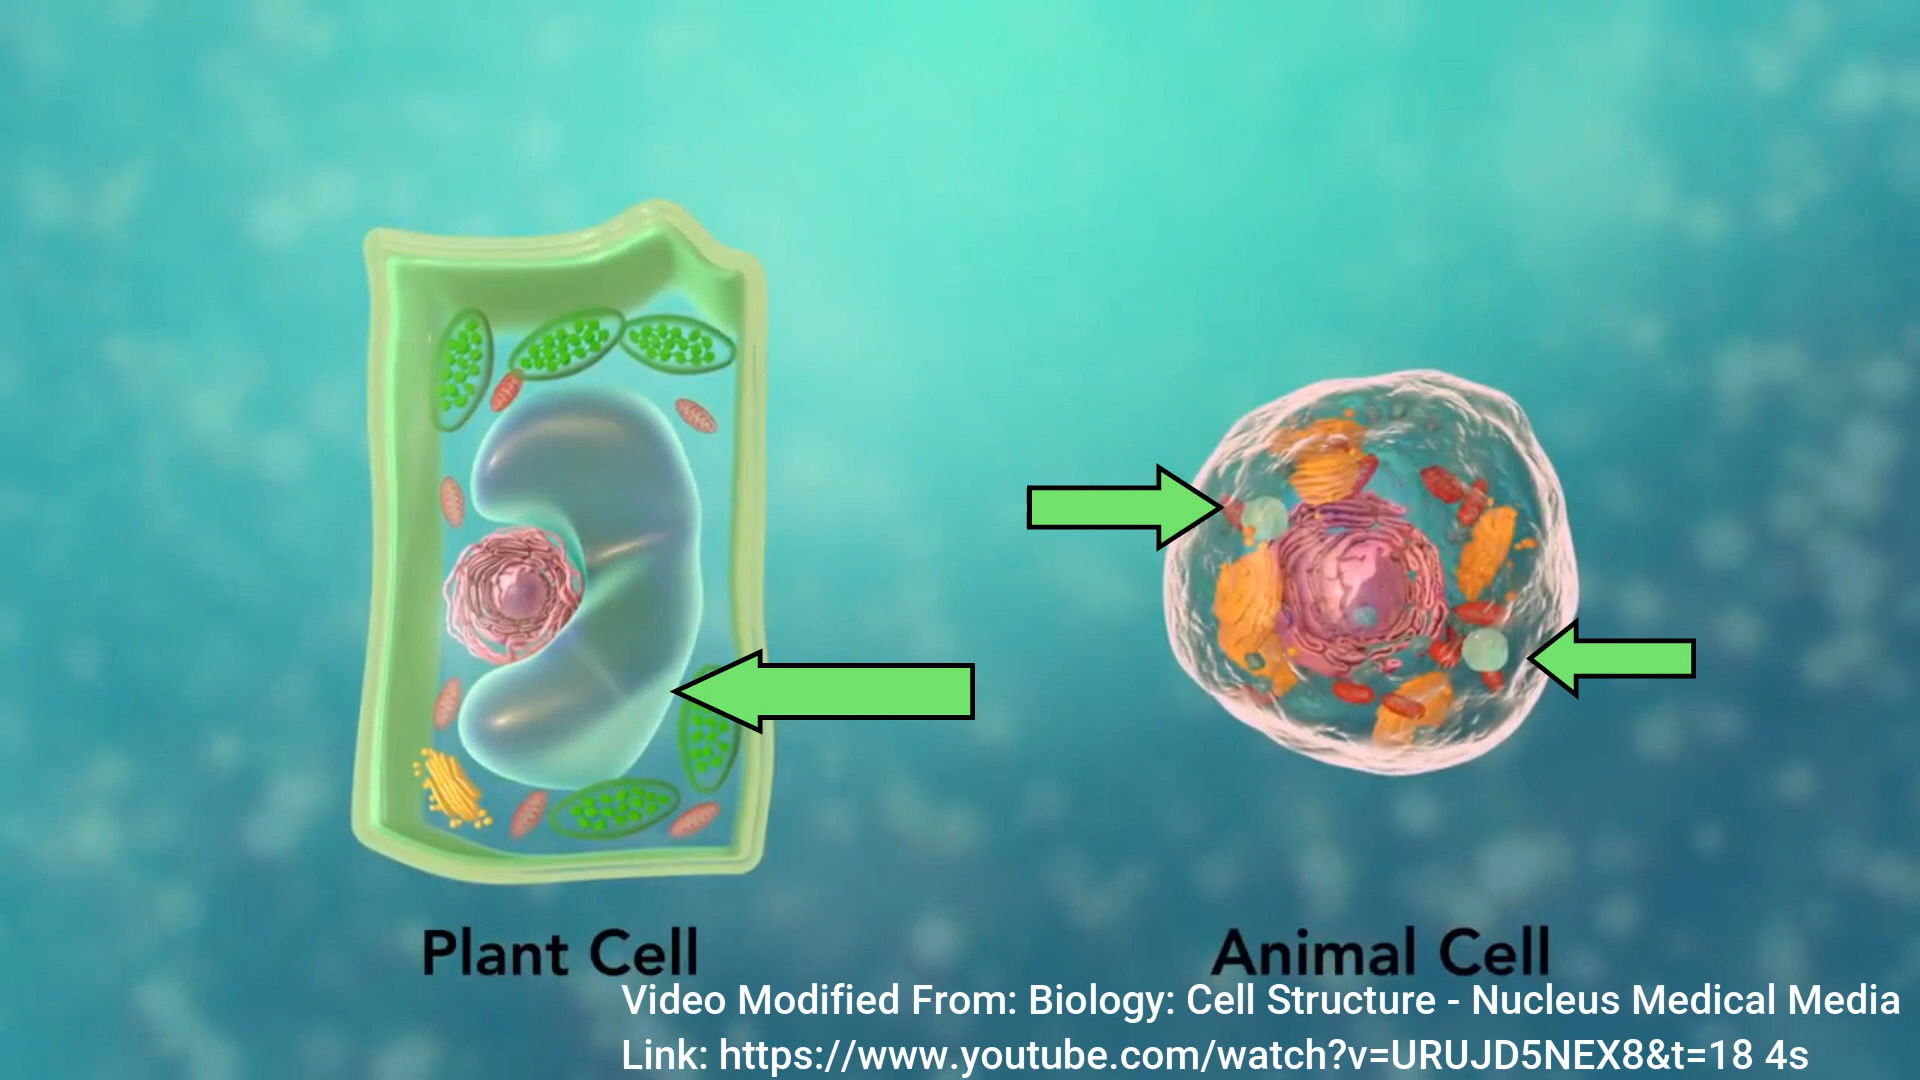 Plant Cell
Animal Cell
Video Modified From: Biology: Cell Structure - Nucleus Medical Media
Link: https://www.youtube.com/watch?v=URUJD5NEX8&t=18 4s